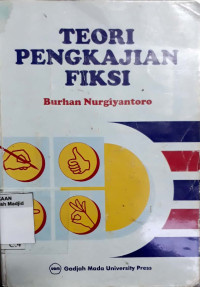 TEORI
PENGKAJIAN
FIKSI
Burhan Nurgiyantoro
Gadjah Mada University Press